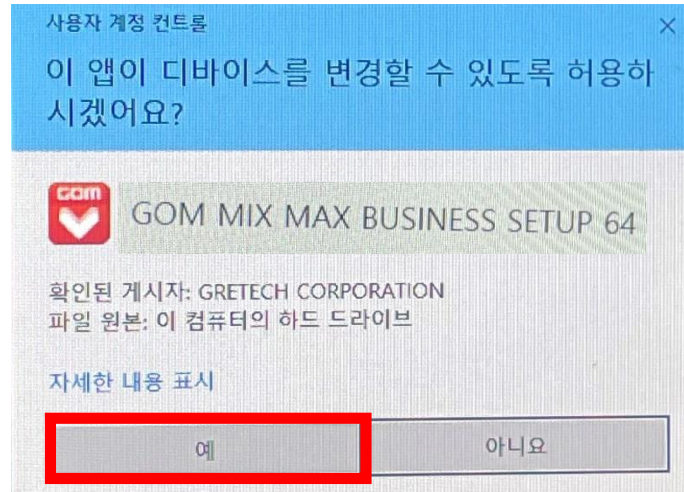 사용자 계정 컨트롤
이 앱이 디바이스를 변경할 수 있도록 허용하
시겠어요?
GOM
GOM MIX MAX BUSINESS SETUP 64
확인된 게시자: GRETECH CORPORATION
파일 원본: 이 컴퓨터의 하드 드라이브
자세한 내용 표시
예
아니요